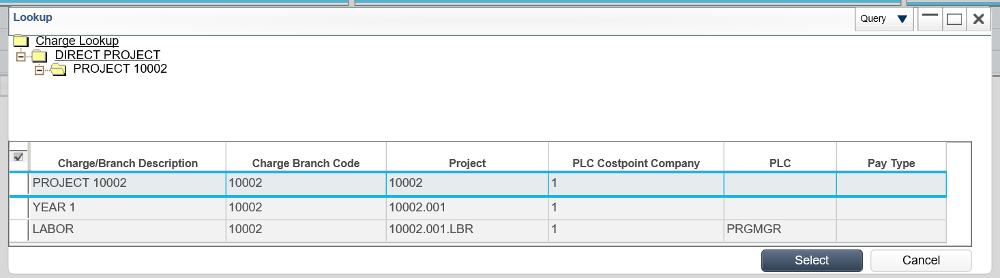 Lookup
Query
Charge Lookup
DIRECT PROJECT
PROJECT 10002
Charge/Branch Description Charge Branch Code Project PLC Costpoint Company PLC Pay Type
PROJECT 10002 10002 10002 1
YEAR 1 10002 10002.001 1
LABOR 10002 10002.001.LBR 1 PRGMGR
Select Cancel